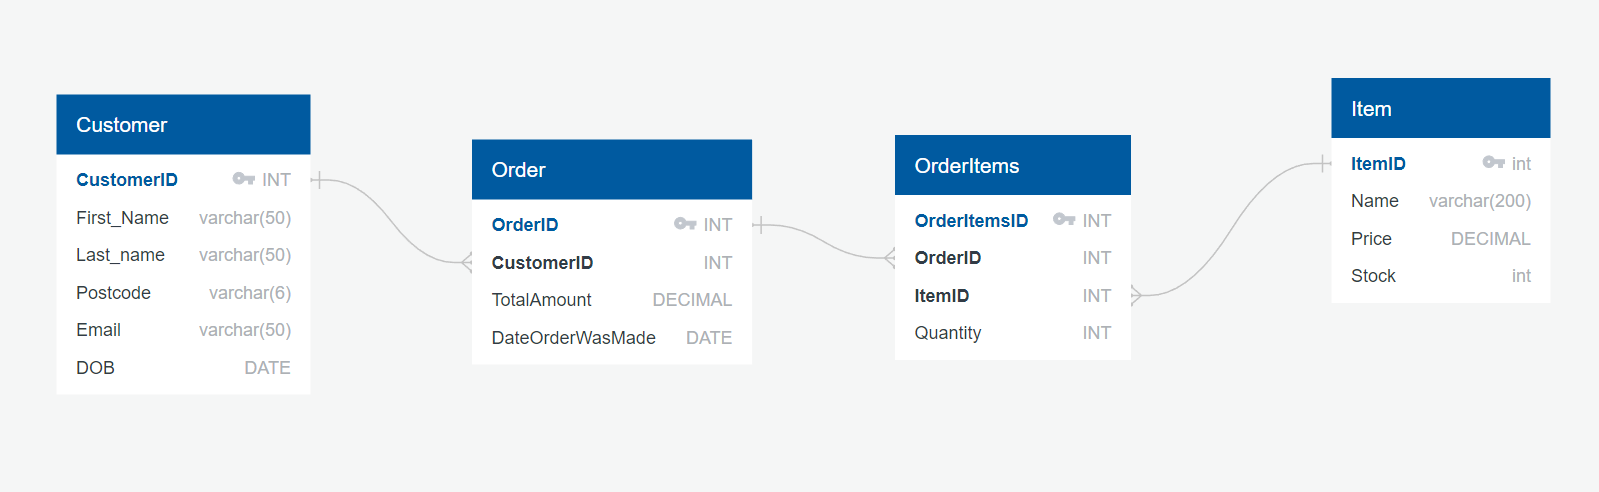 Customer
CustomerID INT
First_Name varchar(50)
Last_name varchar(50)
Postcode varchar(6)
Email varchar(50)
DOB DATE
Order
OrderID INT
CustomerID INT
TotalAmount DECIMAL
DateOrderWasMade DATE
OrderItems
OrderItemsID INT
OrderID INT
ItemID INT
Quantity INT
Item
ItemID int
Name varchar(200)
Price DECIMAL
Stock int